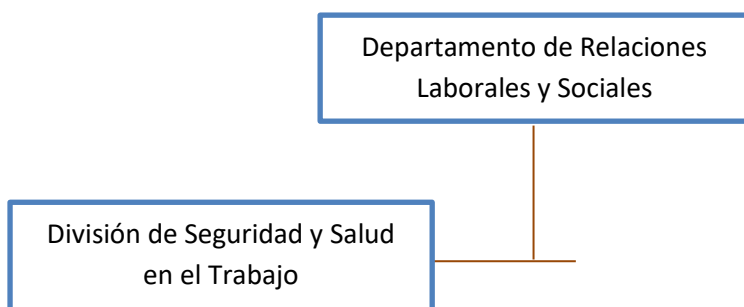 Departamento de Relaciones
Laborales y Sociales
División de Seguridad y Salud
en el Trabajo